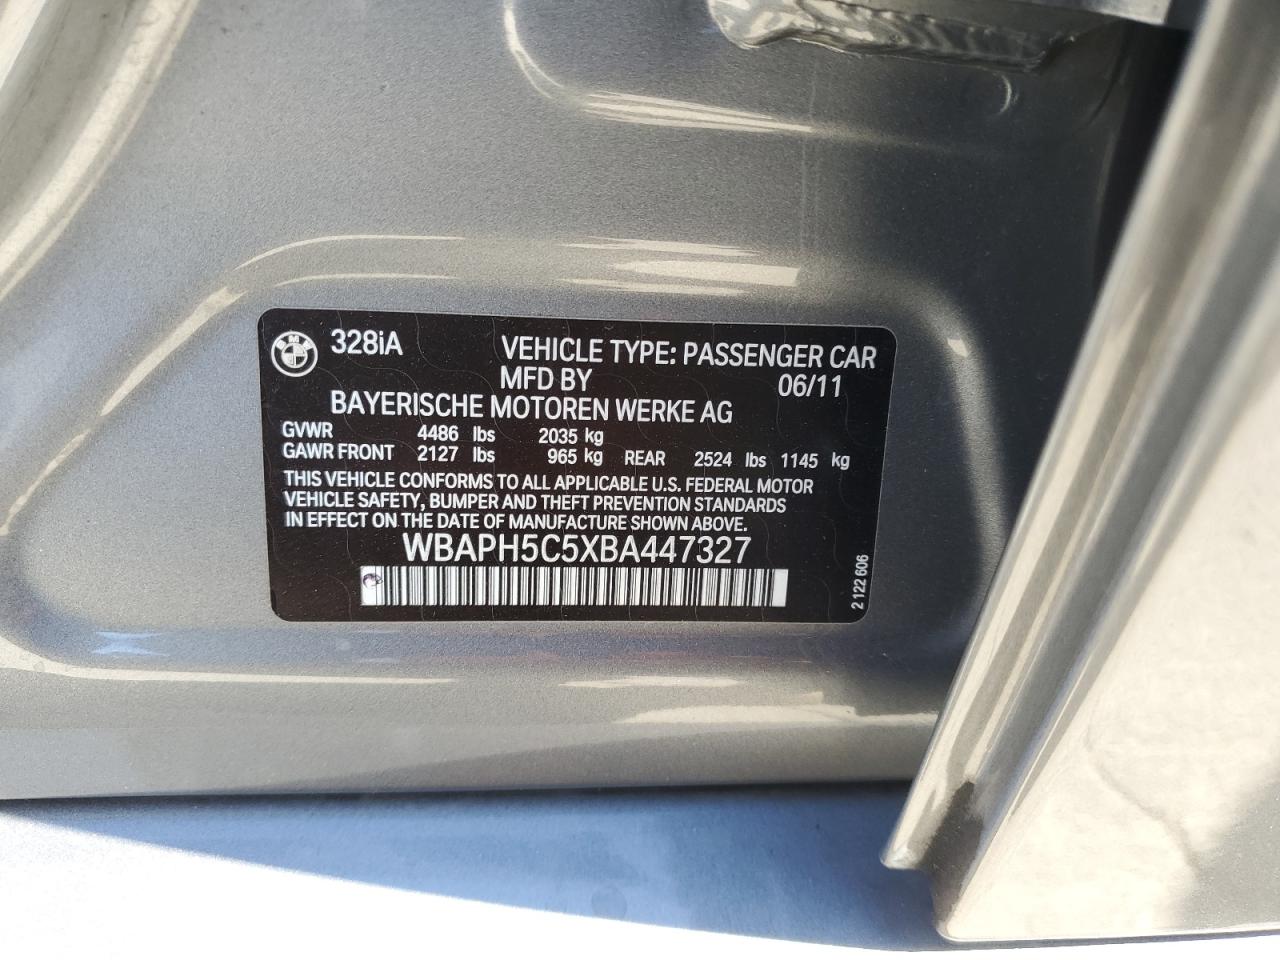 BMW 328iA VEHICLE TYPE: PASSENGER CAR
MFD BY 06/11
BAYERISCHE MOTOREN WERKE AG
GVWR 4486 lbs 2035 kg
GAWR FRONT 2127 lbs 965 kg REAR 2524 lbs 1145 kg
THIS VEHICLE CONFORMS TO ALL APPLICABLE U.S. FEDERAL MOTOR
VEHICLE SAFETY, BUMPER AND THEFT PREVENTION STANDARDS
IN EFFECT ON THE DATE OF MANUFACTURE SHOWN ABOVE.
WBAPH5C5XBA447327
2 122 606